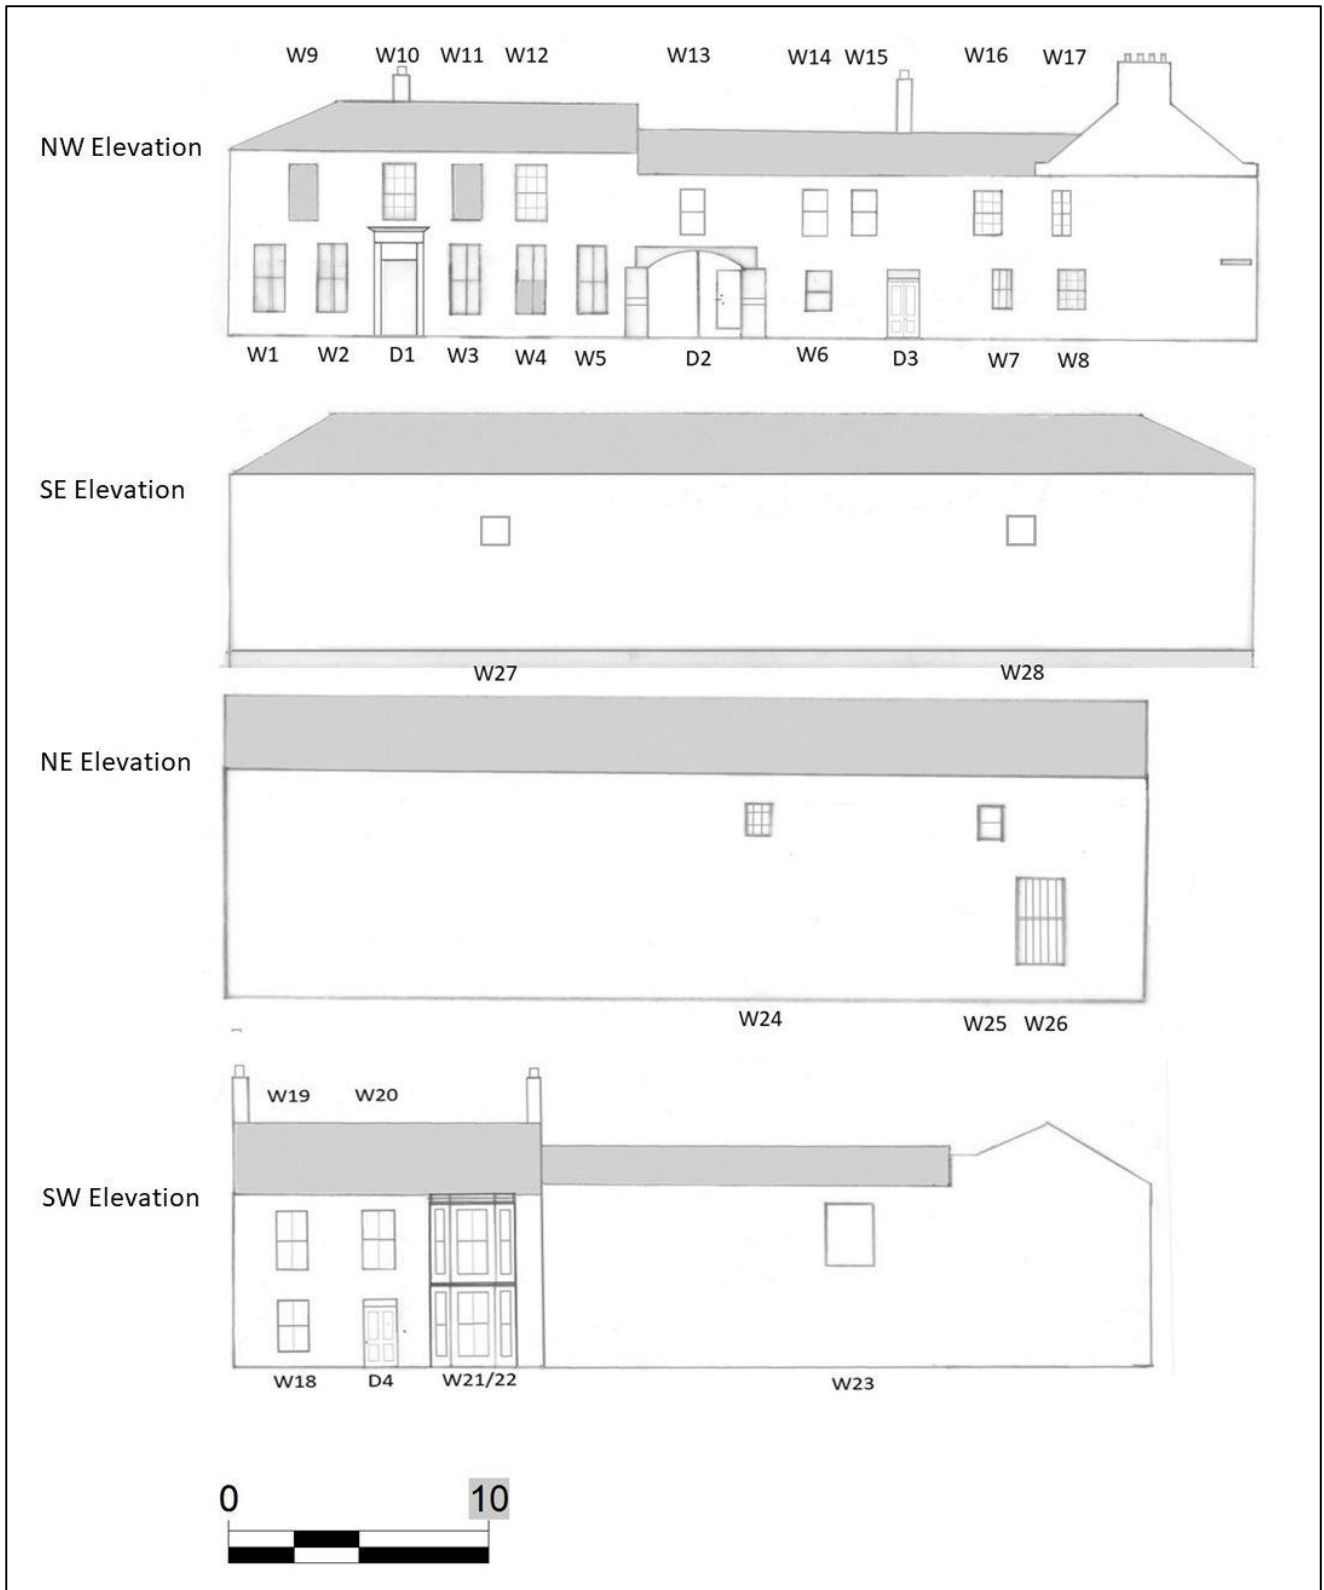 W9 W10 W11 W12 W13 W14 W15 W16 W17
NW Elevation
W1 W2 D1 W3 W4 W5 D2 W6 D3 W7 W8
SE Elevation
W27 W28
NE Elevation
W24 W25 W26
W19 W20
SW Elevation
W18 D4 W21/22 W23
0 10